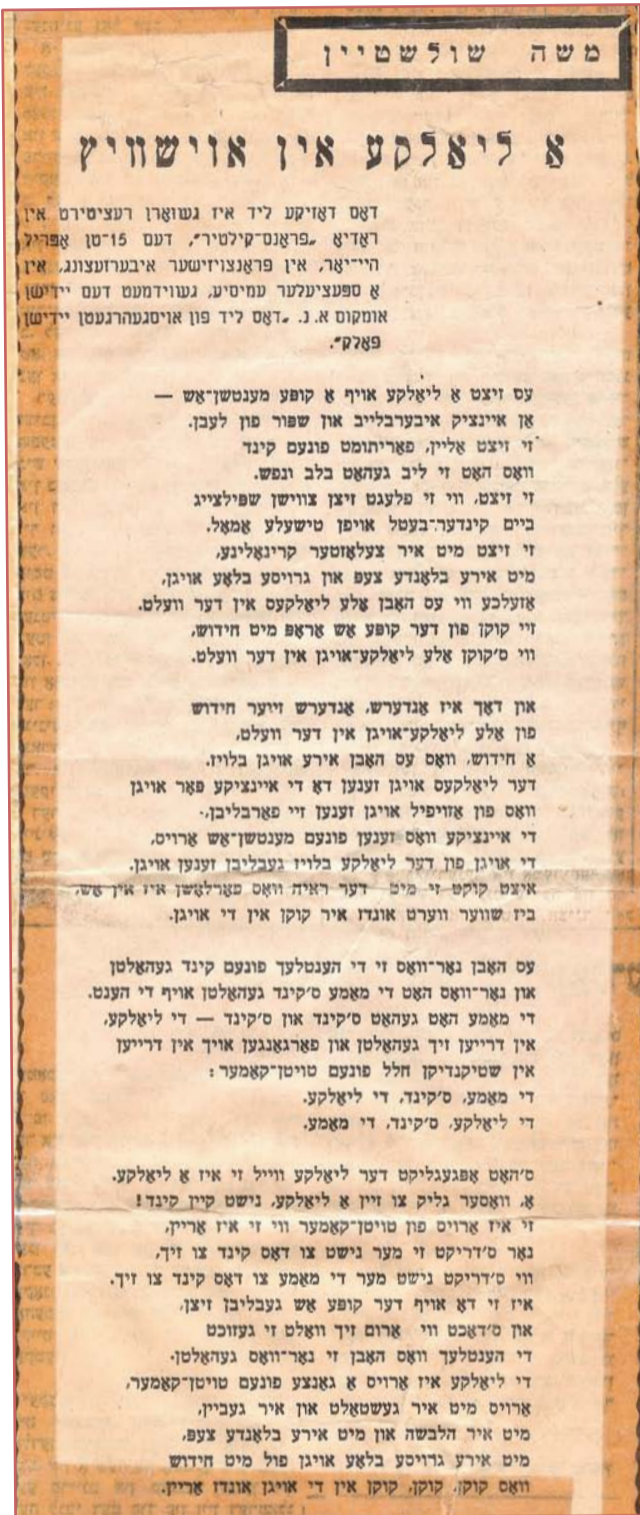 משה שולשטיין
אַ ליאַלקע אין אוישוויץ
דאָס דאָזיקע ליד איז געוואָרן רעציטירט אין
ראַדיאָ „פראַנס־קילטיר״, דעם 15־טן אַפּריל
היי־יאָר, אין פראַנצויזישער איבערזעצונג, אין
אַ ספּעציעלער עמיסיע, געווידמעט דעם יידישן
אומקום א.נ. „דאָס ליד פון אויסגעהרגעטן יידישן
פאָלק״.
עס זיצט אַ ליאַלקע אויף אַ קופּע מענטשן־אַש —
אַן איינציק איבערבלייב און שפּור פון לעבן.
זי זיצט אַליין, פאַריתומט פונעם קינד
וואָס האָט זי ליב געהאַט בלב ונפש.
זי זיצט, ווי זי פלעגט זיצן צווישן שפּילצייג
ביים קינדער־בעטל אויפן טישעלע אַמאָל.
זי זיצט מיט איר צעלאָזטער קרינאָלינע,
מיט אירע בלאָנדע צעפּ און גרויסע בלאָע אויגן,
אַזעלכע ווי עס האָבן אַלע ליאַלקעס אין דער וועלט.
זיי קוקן פון דער קופּע אַש אַראָפּ מיט חידוש,
ווי ס׳קוקן אַלע ליאַלקע־אויגן אין דער וועלט.
און דאָך איז אַנדערש, אַנדערש זייער חידוש
פון אַלע ליאַלקע־אויגן אין דער וועלט,
אַ חידוש, וואָס עס האָבן אירע אויגן בלויז.
דער ליאַלקעס אויגן זענען דאָ די איינציקע פּאָר אויגן
וואָס פון אַזויפיל אויגן זענען זיי פאַרבליבן,
די איינציקע וואָס זענען פונעם מענטשן־אַש אַרויס,
די אויגן פון דער ליאַלקע בלויז געבליבן זענען אויגן.
איצט קוקט זי מיט דער ראיה וואָס פאַרלאָשן איז אין אַש,
ביז שווער ווערט אונדז איר קוקן אין די אויגן.
עס האָבן נאָר־וואָס זי די הענטלעך פונעם קינד געהאַלטן
און נאָר־וואָס האָט די מאַמע ס׳קינד געהאַלטן אויף די הענט.
די מאַמע האָט געהאַט ס׳קינד און ס׳קינד — די ליאַלקע,
אין דרייען זיך געהאַלטן און פאַרגאַנגען אויך אין דרייען
אין שטיקנדיקן חלל פונעם טויטן־קאַמער:
די מאַמע, ס׳קינד, די ליאַלקע.
די ליאַלקע, ס׳קינד, די מאַמע.
ס׳האָט אָפּגעגליקט דער ליאַלקע ווייל זי איז אַ ליאַלקע.
אָ, וואָסער גליק צו זיין אַ ליאַלקע, נישט קיין קינד!
זי איז אַרויס פון טויטן־קאַמער ווי זי איז אַריין,
נאָר ס׳דריקט זי מער נישט צו דאָס קינד צו זיך,
ווי ס׳דריקט נישט מער די מאַמע צו דאָס קינד צו זיך.
איז זי דאָ אויף דער קופּע אַש געבליבן זיצן,
און ס׳דאַכט ווי אַרום זיך וואָלט זי געזוכט
די הענטלעך וואָס האָבן זי נאָר־וואָס געהאַלטן.
די ליאַלקע איז אַרויס אַ גאַנצע פונעם טויטן־קאַמער,
אַרויס מיט איר געשטאַלט און איר געביין,
מיט איר הלבשה און מיט אירע בלאָנדע צעפּ,
מיט אירע גרויסע בלאָע אויגן פול מיט חידוש
וואָס קוקן, קוקן, קוקן אין די אויגן אונדז אַריין.